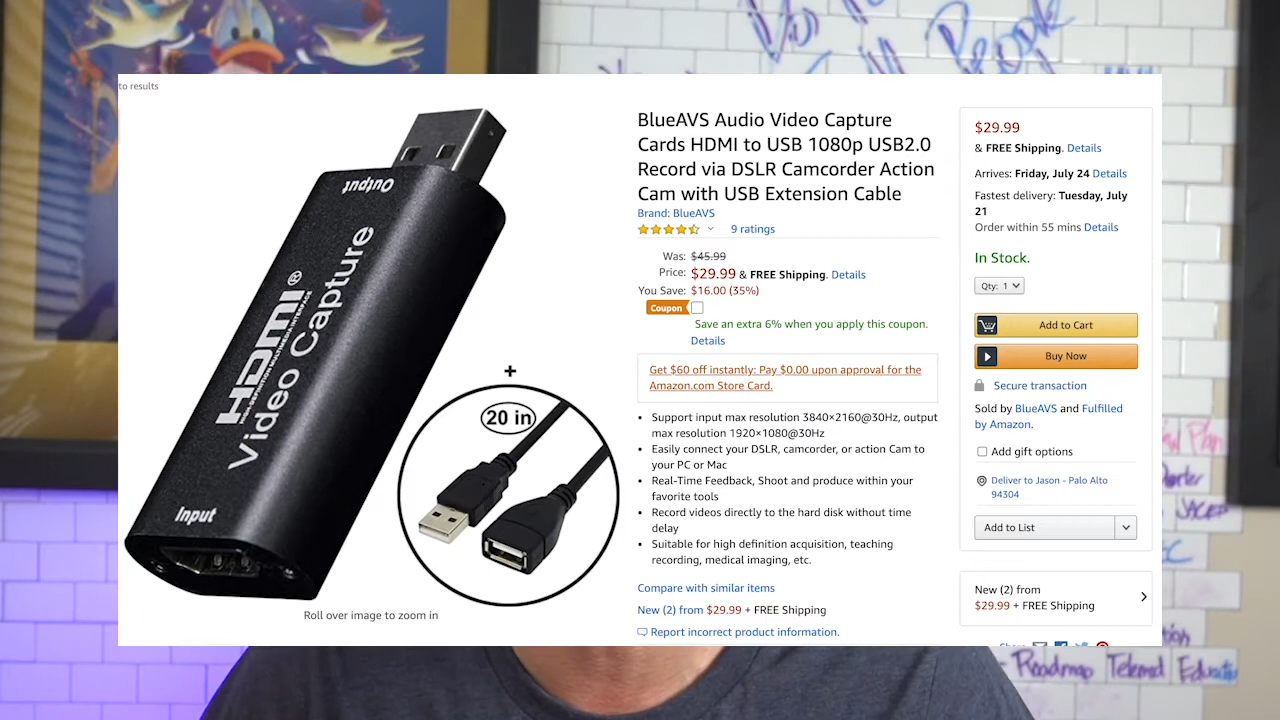 Do
People
to results
Output
HDMI®
HIGH-DEFINITION MULTIMEDIA INTERFACE
Video Capture
Input
+
20 in
Roll over image to zoom in
BlueAVS Audio Video Capture
Cards HDMI to USB 1080p USB2.0
Record via DSLR Camcorder Action
Cam with USB Extension Cable
Brand: BlueAVS
9 ratings
Was: $45.99
Price: $29.99 & FREE Shipping. Details
You Save: $16.00 (35%)
Coupon
Save an extra 6% when you apply this coupon.
Details
Get $60 off instantly: Pay $0.00 upon approval for the
Amazon.com Store Card.
• Support input max resolution 3840×2160@30Hz, output
max resolution 1920×1080@30Hz
• Easily connect your DSLR, camcorder, or action Cam to
your PC or Mac
• Real-Time Feedback, Shoot and produce within your
favorite tools
• Record videos directly to the hard disk without time
delay
• Suitable for high definition acquisition, teaching
recording, medical imaging, etc.
Compare with similar items
New (2) from $29.99 + FREE Shipping
Report incorrect product information.
$29.99
& FREE Shipping. Details
Arrives: Friday, July 24 Details
Fastest delivery: Tuesday, July
21
Order within 55 mins Details
In Stock.
Qty: 1
Add to Cart
Buy Now
Secure transaction
Sold by BlueAVS and Fulfilled
by Amazon.
Add gift options
Deliver to Jason - Palo Alto
94304
Add to List
New (2) from
$29.99 + FREE Shipping
Share
Plan
Roadmap Telemed